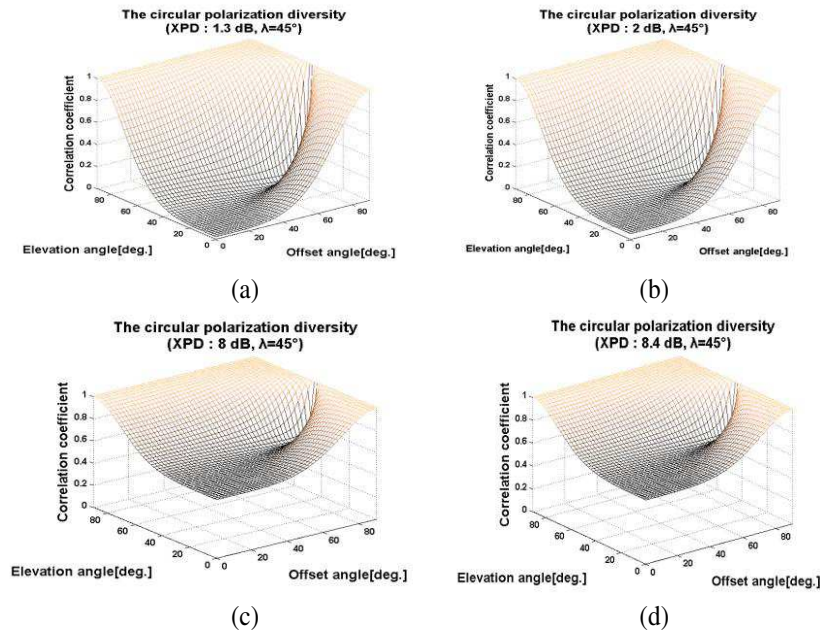 The circular polarization diversity
(XPD : 1.3 dB, λ=45°)
Correlation coefficient
1
0.8
0.6
0.4
0.2
0
80
60
40
20
0
Elevation angle[deg.]
0
20
40
60
80
Offset angle[deg.]
(a)
The circular polarization diversity
(XPD : 2 dB, λ=45°)
Correlation coefficient
1
0.8
0.6
0.4
0.2
0
80
60
40
20
0
Elevation angle[deg.]
0
20
40
60
80
Offset angle[deg.]
(b)
The circular polarization diversity
(XPD : 8 dB, λ=45°)
Correlation coefficient
1
0.8
0.6
0.4
0.2
0
80
60
40
20
0
Elevation angle[deg.]
0
20
40
60
80
Offset angle[deg.]
(c)
The circular polarization diversity
(XPD : 8.4 dB, λ=45°)
Correlation coefficient
1
0.8
0.6
0.4
0.2
0
80
60
40
20
0
Elevation angle[deg.]
0
20
40
60
80
Offset angle[deg.]
(d)